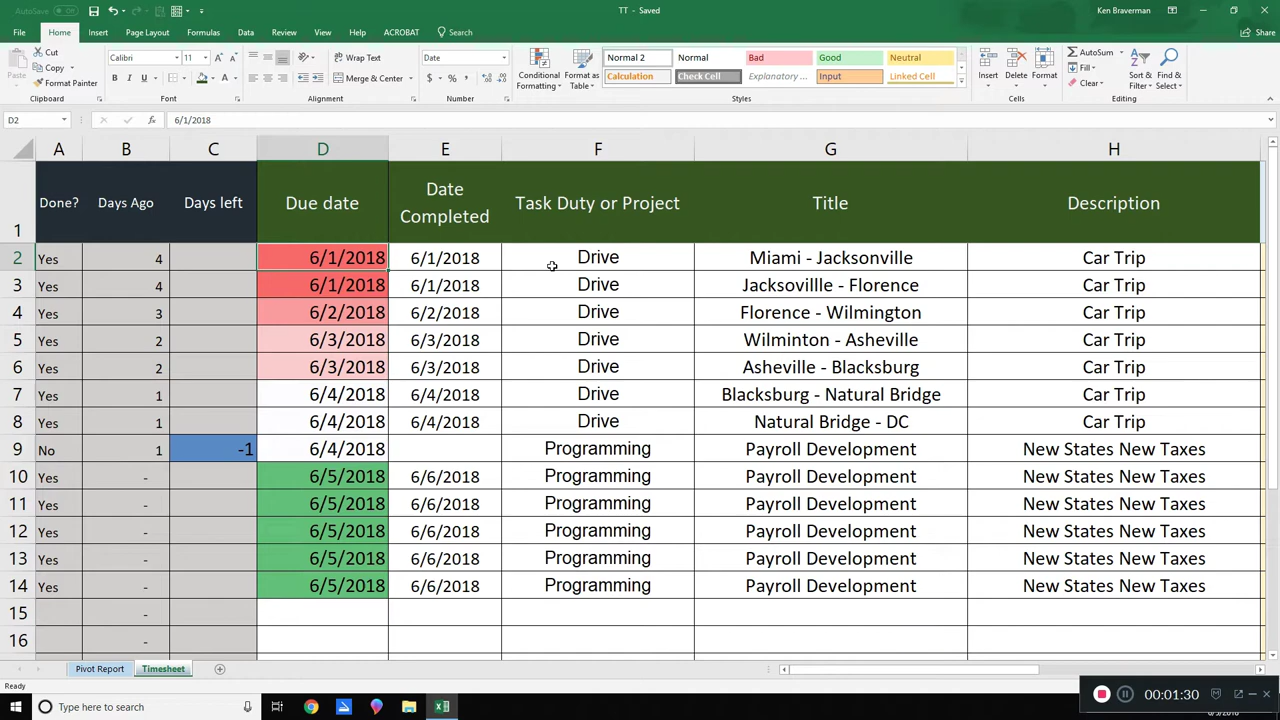 AutoSave Off TT - Saved Ken Braverman
File Home Insert Page Layout Formulas Data Review View Help ACROBAT Search Share
Cut
Copy
Format Painter
Paste
Clipboard
Calibri 11
B I U
Font
Wrap Text
Merge & Center
Alignment
Date
$ % ,
Number
Conditional Formatting
Format as Table
Normal 2 Normal Bad Good Neutral
Calculation Check Cell Explanatory ... Input Linked Cell
Styles
Insert Delete Format
Cells
AutoSum
Fill
Clear
Sort & Filter
Find & Select
Editing
D2 fx 6/1/2018
A B C D E F G H
1 Done? Days Ago Days left Due date Date Completed Task Duty or Project Title Description
2 Yes 4 6/1/2018 6/1/2018 Drive Miami - Jacksonville Car Trip
3 Yes 4 6/1/2018 6/1/2018 Drive Jacksovillle - Florence Car Trip
4 Yes 3 6/2/2018 6/2/2018 Drive Florence - Wilmington Car Trip
5 Yes 2 6/3/2018 6/3/2018 Drive Wilminton - Asheville Car Trip
6 Yes 2 6/3/2018 6/3/2018 Drive Asheville - Blacksburg Car Trip
7 Yes 1 6/4/2018 6/4/2018 Drive Blacksburg - Natural Bridge Car Trip
8 Yes 1 6/4/2018 6/4/2018 Drive Natural Bridge - DC Car Trip
9 No 1 -1 6/4/2018 Programming Payroll Development New States New Taxes
10 Yes - 6/5/2018 6/6/2018 Programming Payroll Development New States New Taxes
11 Yes - 6/5/2018 6/6/2018 Programming Payroll Development New States New Taxes
12 Yes - 6/5/2018 6/6/2018 Programming Payroll Development New States New Taxes
13 Yes - 6/5/2018 6/6/2018 Programming Payroll Development New States New Taxes
14 Yes - 6/5/2018 6/6/2018 Programming Payroll Development New States New Taxes
15 -
16 -
Pivot Report Timesheet
Ready
00:01:30
Type here to search